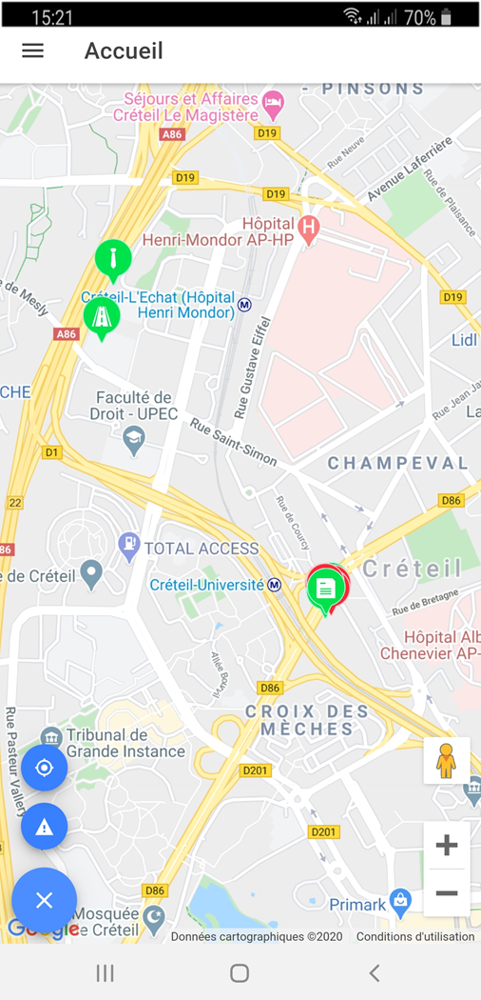 15:21
70%
Accueil
- PINSONS
Séjours et Affaires
Créteil Le Magistère
A86
D19
Rue Neuve
Avenue Laferrière
D19
D19
Rue de Plaisance
Hôpital
Henri-Mondor AP-HP
H
e de Mesly
Créteil-L'Echat (Hôpital
Henri Mondor)
M
D19
A86
Rue Gustave Eiffel
Lidl
CHE
Faculté de
Droit - UPEC
Rue Jean Ja
La
Rue Saint-Simon
D1
CHAMPEVAL
22
D86
Rue de Courcy
86
TOTAL ACCESS
e de Créteil
Créteil-Université
M
Créteil
Rue de Bretagne
Hôpital Alb
Chenevier AP-
D86
CROIX DES
MÈCHES
Rue Pasteur Vallery
Tribunal de
Grande Instance
D201
D201
D86
Primark
Google
Mosquée
e Créteil
Données cartographiques ©2020
Conditions d'utilisation